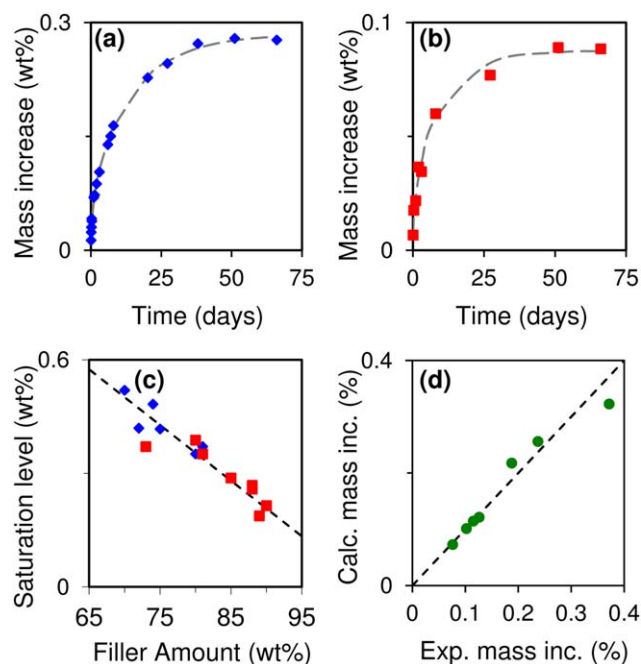 0.3
(a)
Mass increase (wt%)
0
0 25 50 75
Time (days)
0.1
(b)
Mass increase (wt%)
0
0 25 50 75
Time (days)
0.6
(c)
Saturation level (wt%)
0
65 75 85 95
Filler Amount (wt%)
0.4
(d)
Calc. mass inc. (%)
0
0 0.1 0.2 0.3 0.4
Exp. mass inc. (%)